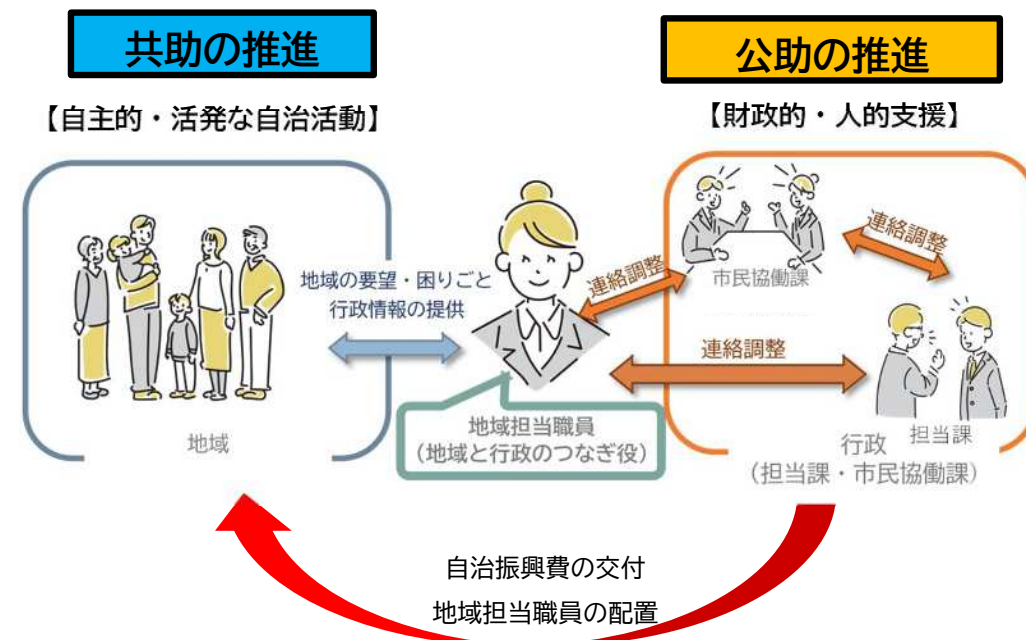 共助の推進
公助の推進
【自主的・活発な自治活動】
【財政的・人的支援】
地域の要望・困りごと
行政情報の提供
連絡調整
市民協働課
連絡調整
連絡調整
地域
地域担当職員
（地域と行政のつなぎ役）
担当課
行政
（担当課・市民協働課）
自治振興費の交付
地域担当職員の配置